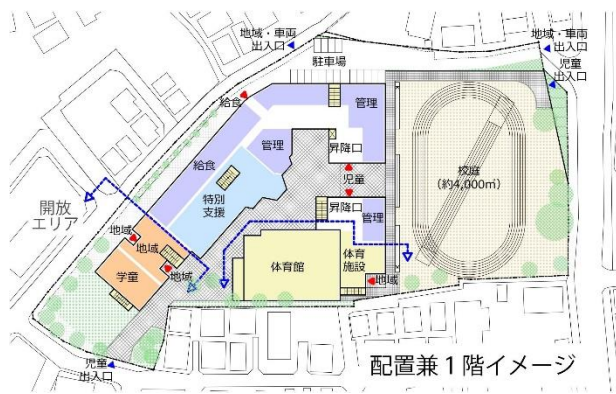 地域・車両
出入口
地域・車両
出入口
駐車場
児童
出入口
給食
管理
管理
昇降口
校庭
(約4,000㎡)
給食
児童
特別
支援
開放
エリア
昇降口
管理
地域
地域
地域
学童
体育館
体育
施設
地域
児童
出入口
配置兼１階イメージ